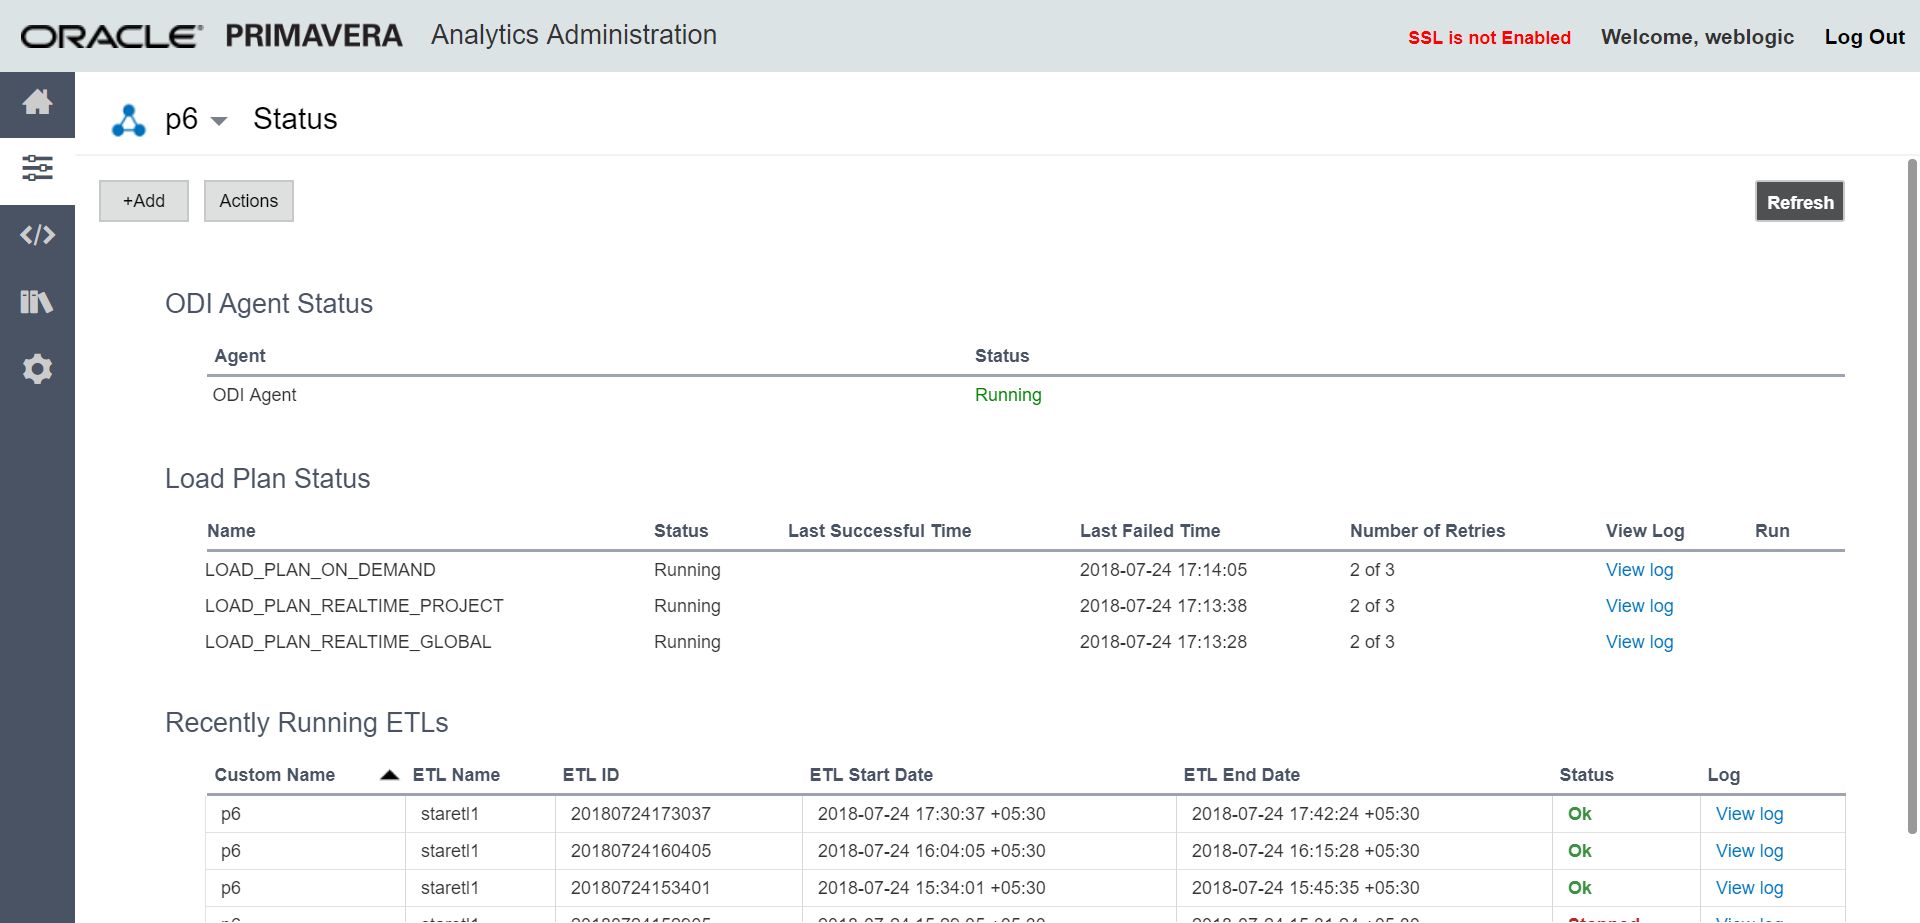 ORACLE® PRIMAVERA Analytics Administration SSL is not Enabled Welcome, weblogic Log Out
p6 Status
+Add Actions Refresh
ODI Agent Status
Agent Status
ODI Agent Running
Load Plan Status
Name Status Last Successful Time Last Failed Time Number of Retries View Log Run
LOAD_PLAN_ON_DEMAND Running 2018-07-24 17:14:05 2 of 3 View log
LOAD_PLAN_REALTIME_PROJECT Running 2018-07-24 17:13:38 2 of 3 View log
LOAD_PLAN_REALTIME_GLOBAL Running 2018-07-24 17:13:28 2 of 3 View log
Recently Running ETLs
Custom Name ETL Name ETL ID ETL Start Date ETL End Date Status Log
p6 staretl1 20180724173037 2018-07-24 17:30:37 +05:30 2018-07-24 17:42:24 +05:30 Ok View log
p6 staretl1 20180724160405 2018-07-24 16:04:05 +05:30 2018-07-24 16:15:28 +05:30 Ok View log
p6 staretl1 20180724153401 2018-07-24 15:34:01 +05:30 2018-07-24 15:45:35 +05:30 Ok View log